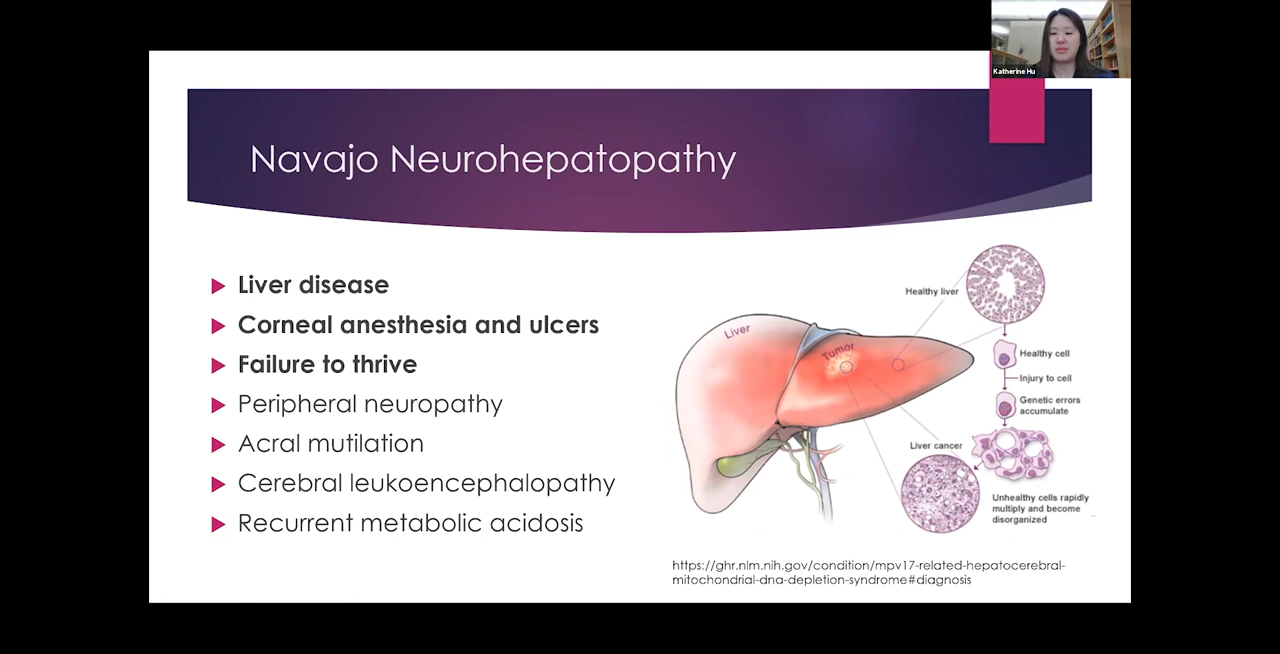 Katherine Hu
Navajo Neurohepatopathy
Liver disease
Corneal anesthesia and ulcers
Failure to thrive
Peripheral neuropathy
Acral mutilation
Cerebral leukoencephalopathy
Recurrent metabolic acidosis
Liver
Tumor
Healthy liver
Healthy cell
Injury to cell
Genetic errors
accumulate
Liver cancer
Unhealthy cells rapidly
multiply and become
disorganized
https://ghr.nlm.nih.gov/condition/mpv17-related-hepatocerebral-
mitochondrial-dna-depletion-syndrome#diagnosis